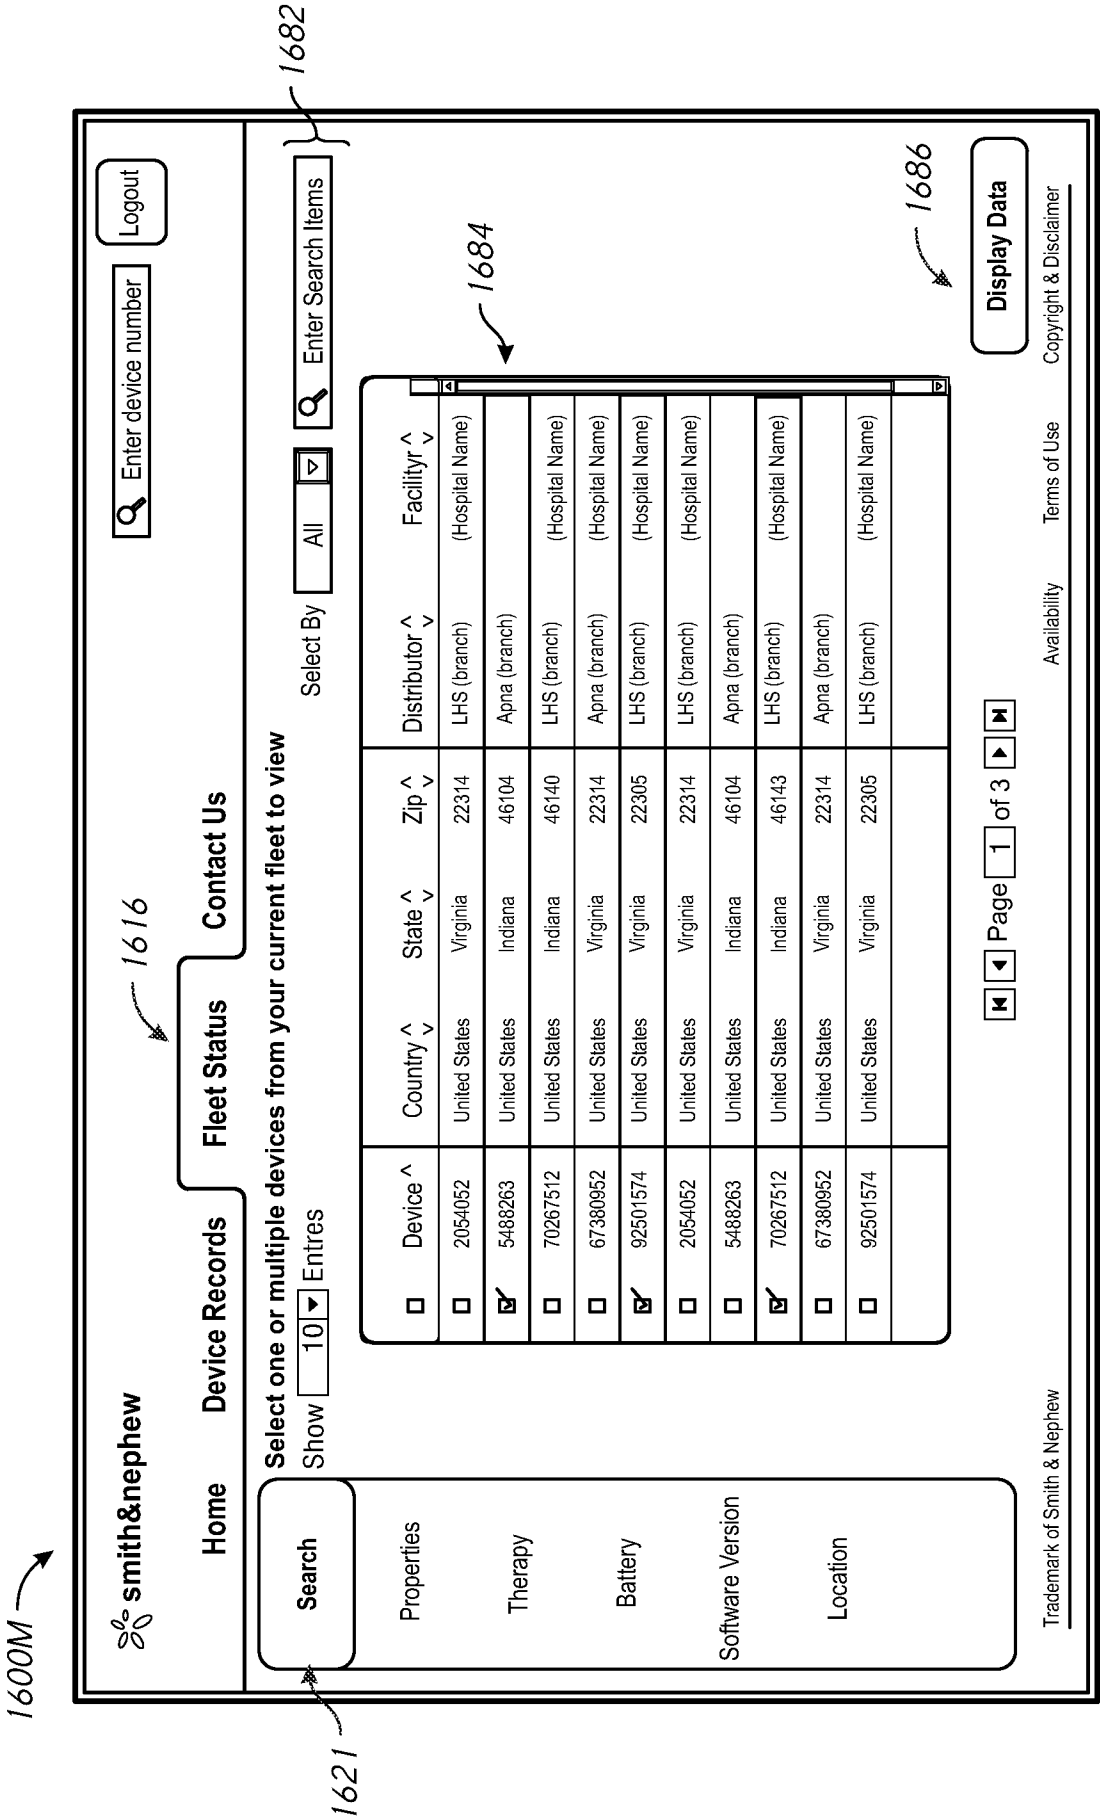 1600M
smith&nephew
Enter device number
Logout
1616
Home Device Records Fleet Status Contact Us
1682
1621
Search
Properties
Therapy
Battery
Software Version
Location
Select one or multiple devices from your current fleet to view
Show 10 Entres
Select By All Enter Search Items
1684
Device ^ Country ^ v State ^ v Zip ^ v Distributor ^ v Facilityr ^ v
2054052 United States Virginia 22314 LHS (branch) (Hospital Name)
5488263 United States Indiana 46104 Apna (branch)
70267512 United States Indiana 46140 LHS (branch) (Hospital Name)
67380952 United States Virginia 22314 Apna (branch) (Hospital Name)
92501574 United States Virginia 22305 LHS (branch) (Hospital Name)
2054052 United States Virginia 22314 LHS (branch) (Hospital Name)
5488263 United States Indiana 46104 Apna (branch)
70267512 United States Indiana 46143 LHS (branch) (Hospital Name)
67380952 United States Virginia 22314 Apna (branch)
92501574 United States Virginia 22305 LHS (branch) (Hospital Name)
1686
Page 1 of 3
Display Data
Trademark of Smith & Nephew Availability Terms of Use Copyright & Disclaimer